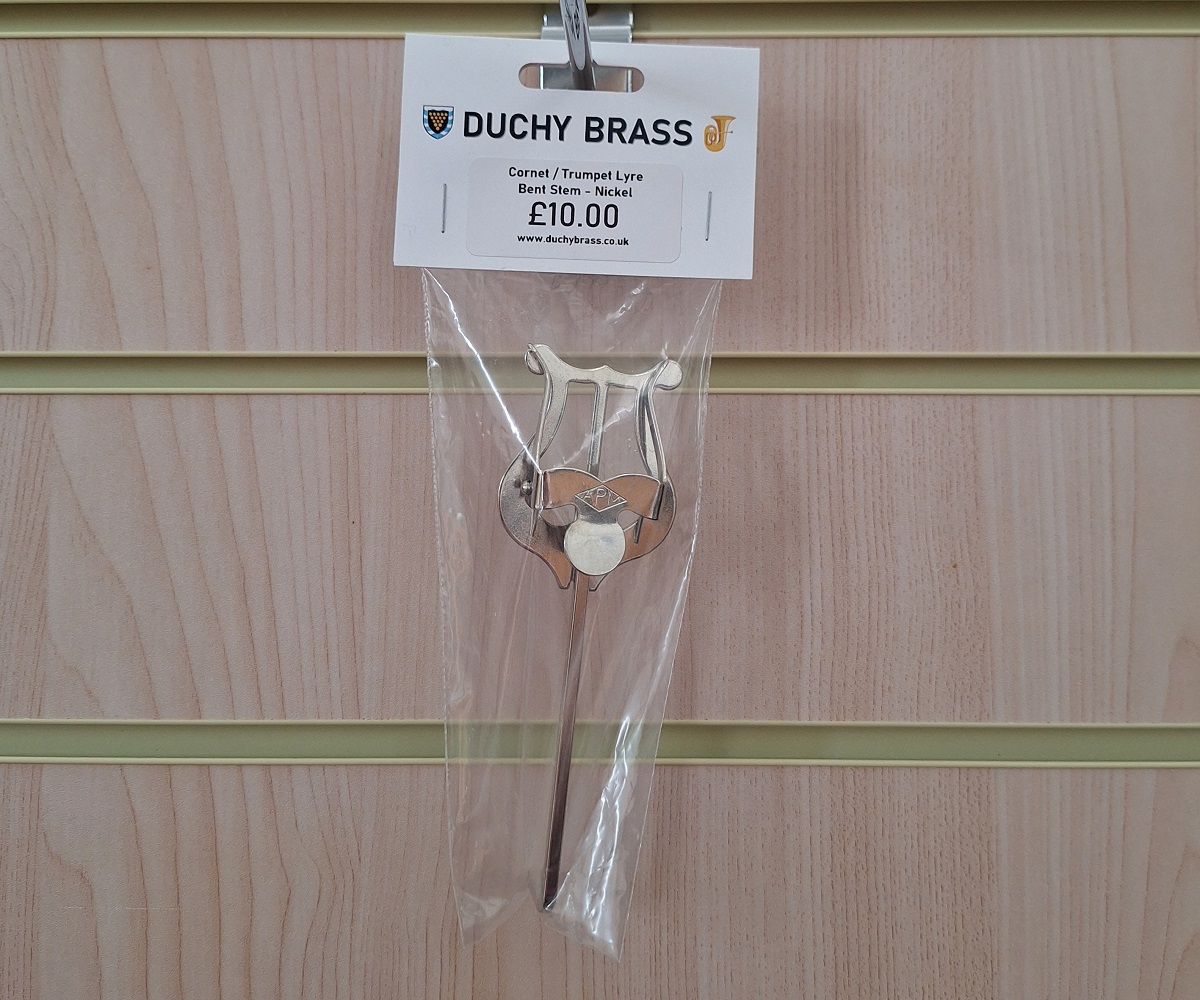 DUCHY BRASS
Cornet / Trumpet Lyre
Bent Stem - Nickel
£10.00
www.duchybrass.co.uk